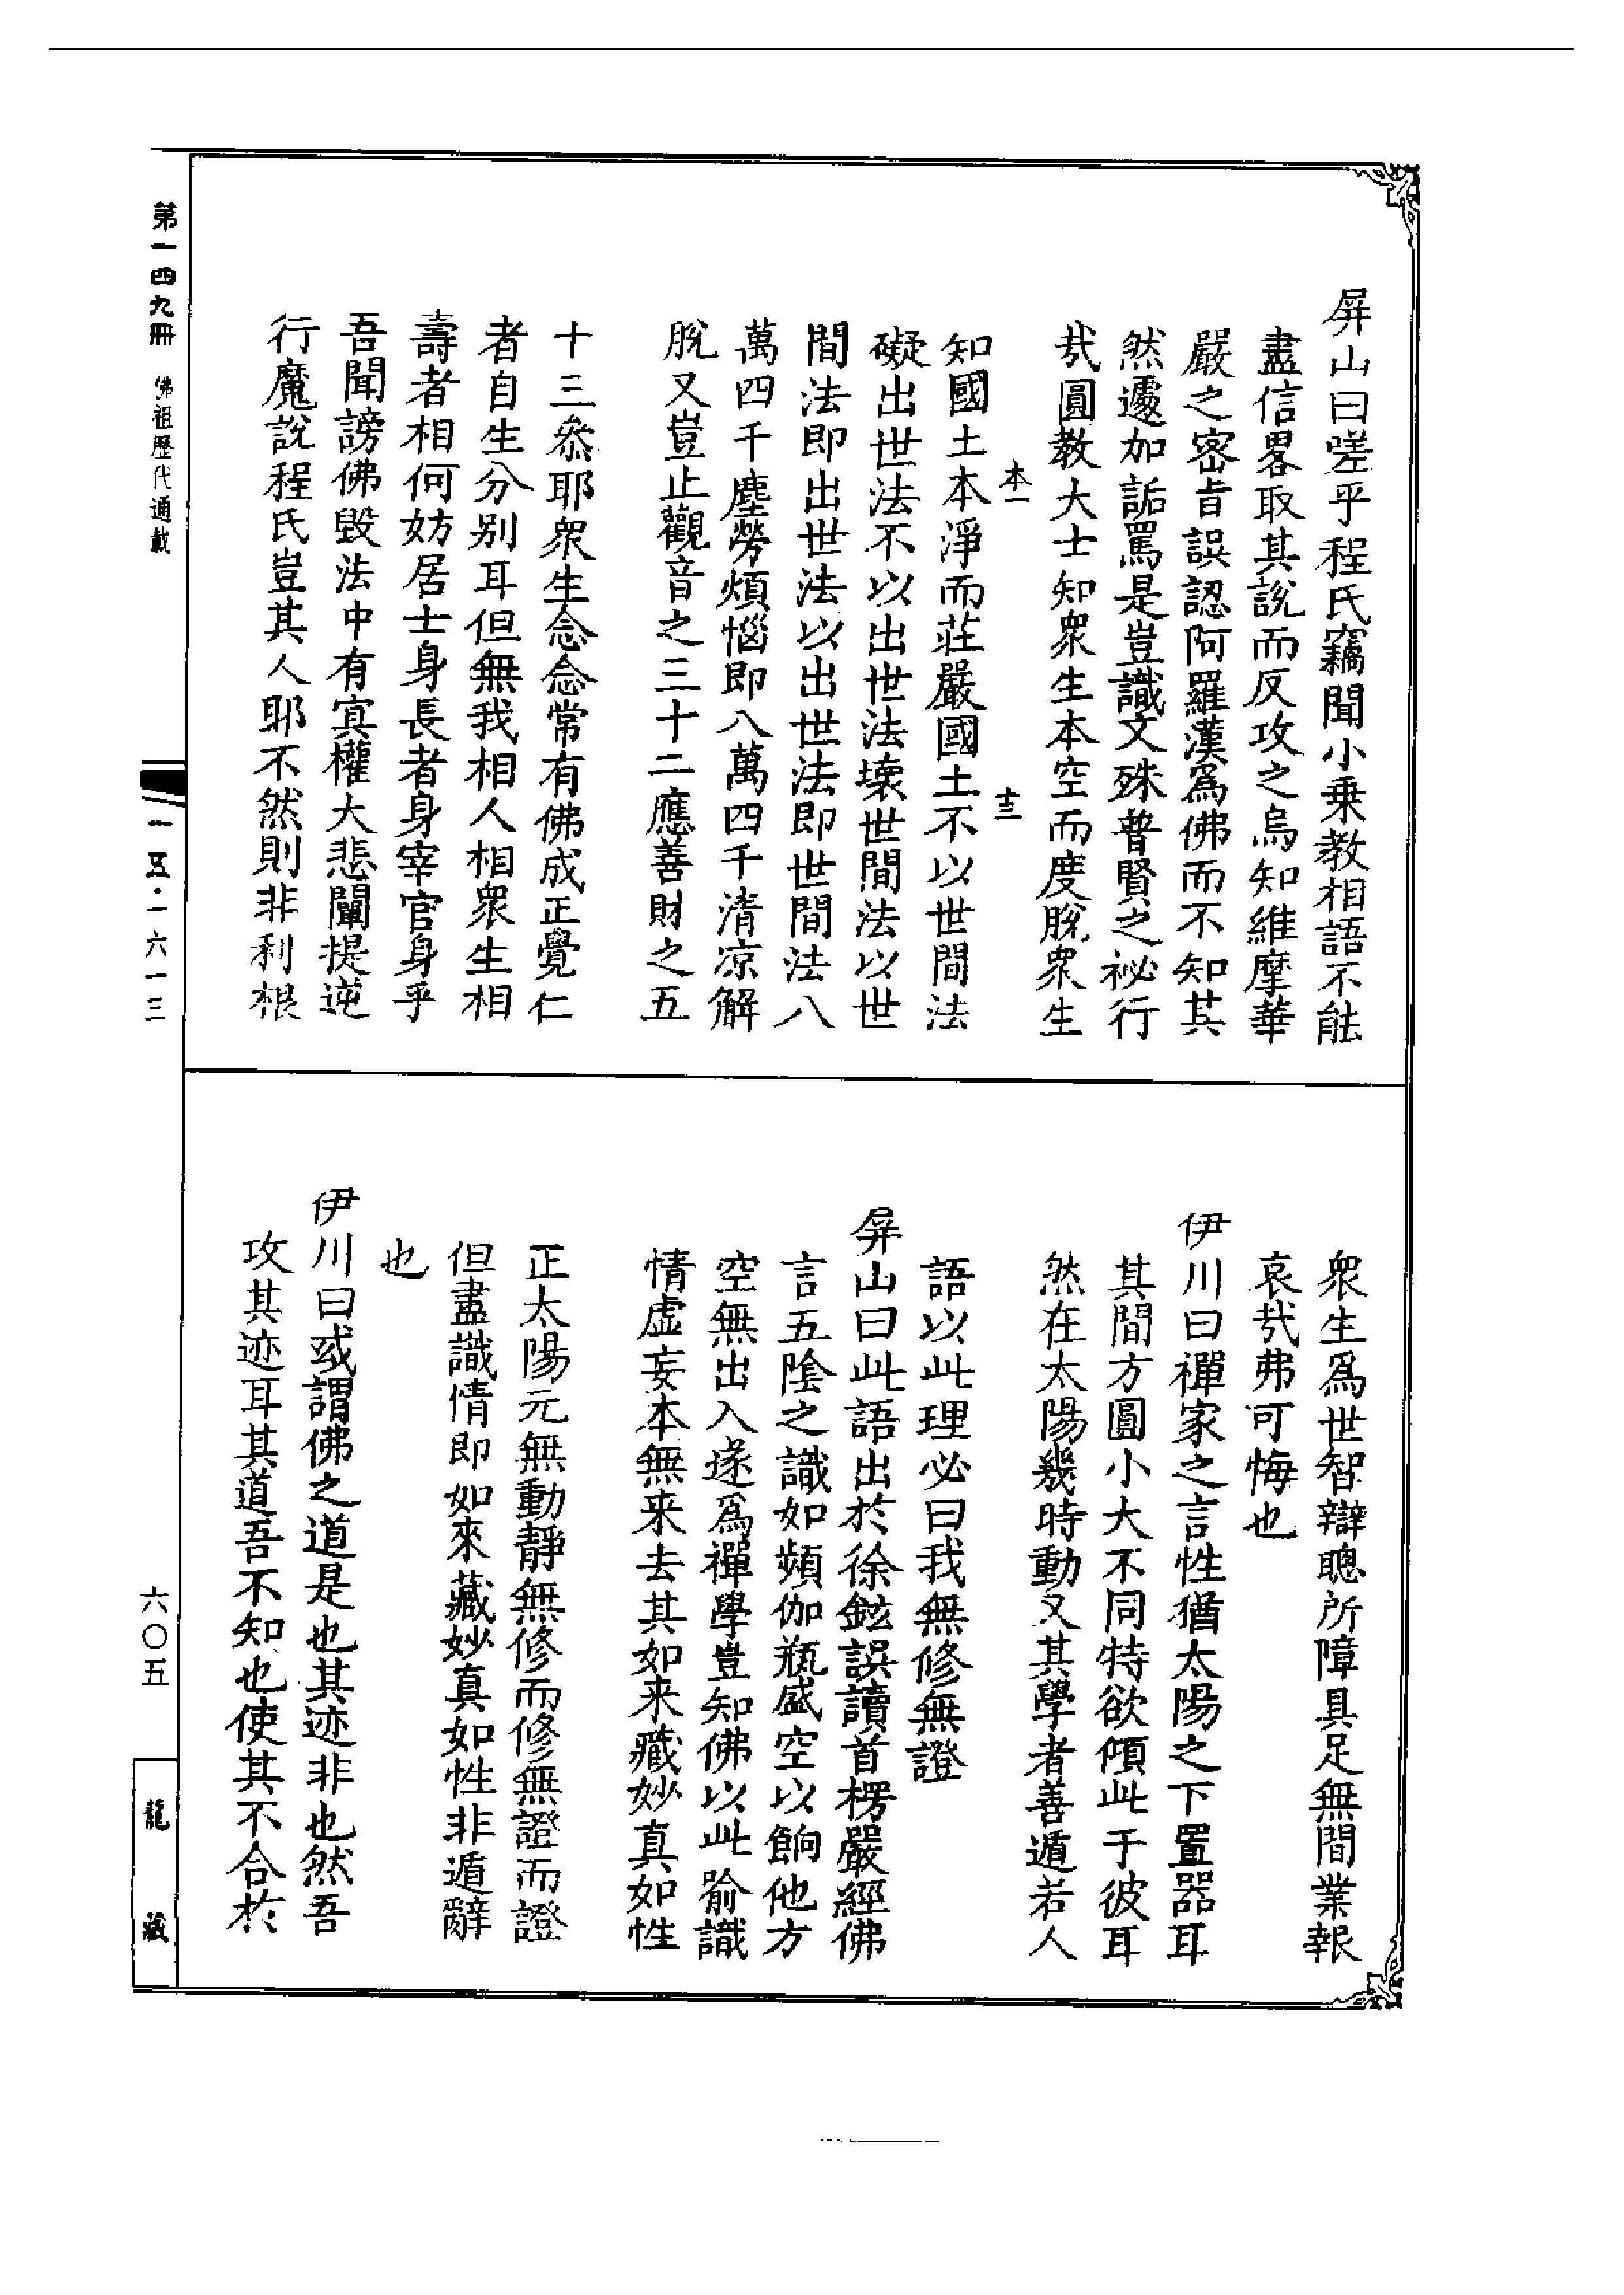 屏山曰嗟乎程氏竊聞小乗教相語不能
盡信畧取其說而反攻之烏知維摩華
嚴之宻㫖誤認阿羅漢爲佛而不知其
然遽加詬罵是豈識文殊普賢之祕行
㢤圓教大士知衆生本空而度脫衆生
本一 十三
知國土本淨而莊嚴國土不以世間法
礙出世法不以出世法壊世間法以世
間法即出世法以出世法即世間法八
萬四千塵勞煩惱即八萬四千清凉解
脫又豈止觀音之三十二應善財之五
十三叅耶衆生念念常有佛成正覺仁
者自生分别耳但無我相人相衆生相
壽者相何妨居士身長者身宰官身乎
吾聞謗佛毀法中有寘權大悲闡提逆
行魔說程氏豈其人耶不然則非利根
衆生爲世智辯聰所障具足無間業報
哀㢤弗可悔也
伊川曰禪家之言性猶太陽之下置器耳
其間方圓小大不同特欲傾此于彼耳
然在太陽幾時動又其學者善遁若人
語以此理必曰我無修無證
屏山曰此語出於徐鉉誤讀首楞嚴經佛
言五隂之識如頻伽瓶盛空以餉他方
空無出入遂爲禪學豈知佛以此喻識
情虚妄本無来去其如来藏妙真如性
正太陽元無動靜無修而修無證而證
但盡識情即如來藏妙真如性非遁辭
也
伊川曰或謂佛之道是也其迹非也然吾
攻其迹耳其道吾不知也使其不合於
第一四九冊 佛祖歷代通載
一五·一六一三
六〇五
龍藏